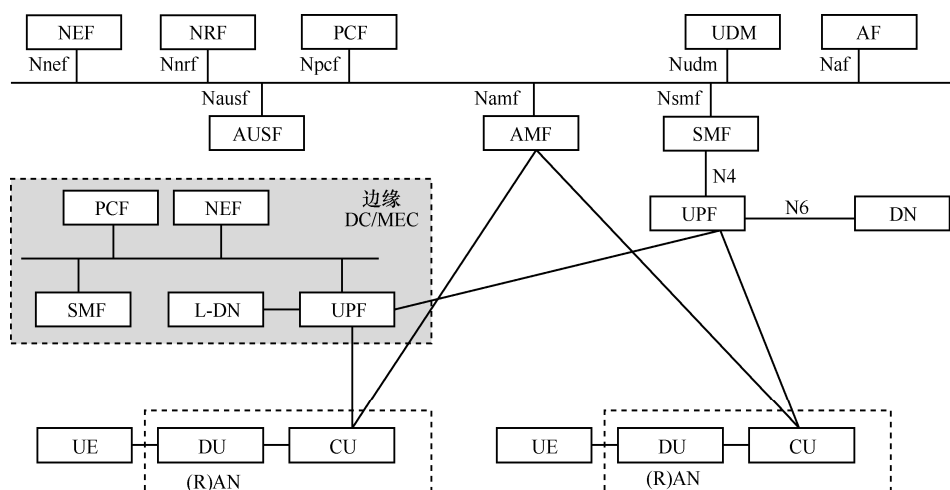 NEF
NRF
PCF
UDM
AF
Nnef
Nnrf
Npcf
Nudm
Naf
Nausf
Namf
Nsmf
AUSF
AMF
SMF
N4
边缘
DC/MEC
PCF
NEF
UPF
N6
DN
SMF
L-DN
UPF
UE
DU
CU
(R)AN
UE
DU
CU
(R)AN